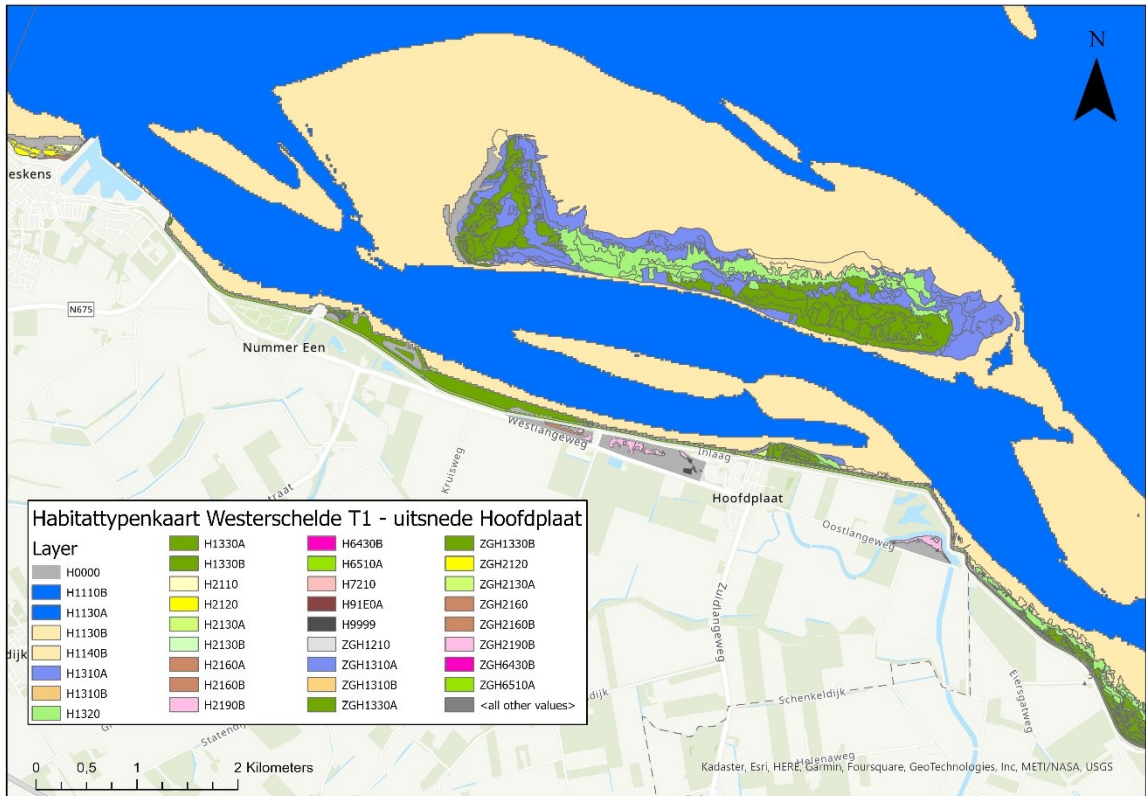 N
eskens
N675
Nummer Een
Westlangeweg
Inlaag
Kruisweg
Hoofdplaat
Oostlangeweg
straat
Zuidlangeweg
Eiersgatweg
dijk
Schenkeldijk
Statendijk
Helenaweg
Habitattypenkaart Westerschelde T1 - uitsnede Hoofdplaat
Layer
H0000
H1110B
H1130A
H1130B
H1140B
H1310A
H1310B
H1320
H1330A
H1330B
H2110
H2120
H2130A
H2130B
H2160A
H2160B
H2190B
H6430B
H6510A
H7210
H91E0A
H9999
ZGH1210
ZGH1310A
ZGH1310B
ZGH1330A
ZGH1330B
ZGH2120
ZGH2130A
ZGH2160
ZGH2160B
ZGH2190B
ZGH6430B
ZGH6510A
<all other values>
0 0,5 1 2 Kilometers
Kadaster, Esri, HERE, Garmin, Foursquare, GeoTechnologies, Inc, METI/NASA, USGS